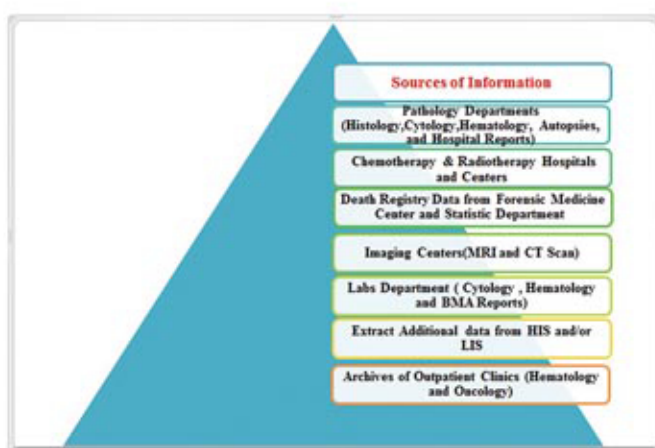 Sources of Information
Pathology Departments
(Histology,Cytology,Hematology, Autopsies,
and Hospital Reports)
Chemotherapy & Radiotherapy Hospitals
and Centers
Death Registry Data from Forensic Medicine
Center and Statistic Department
Imaging Centers(MRI and CT Scan)
Labs Department ( Cytology , Hematology
and BMA Reports)
Extract Additional data from HIS and/or
LIS
Archives of Outpatient Clinics (Hematology
and Oncology)